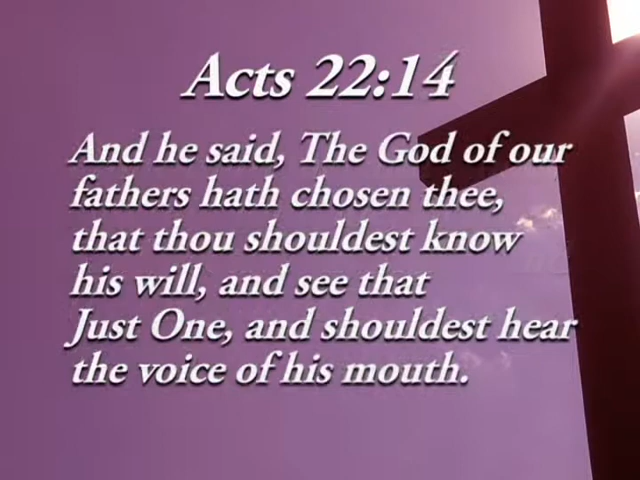 Acts 22:14
And he said, The God of our
fathers hath chosen thee,
that thou shouldest know
his will, and see that
Just One, and shouldest hear
the voice of his mouth.